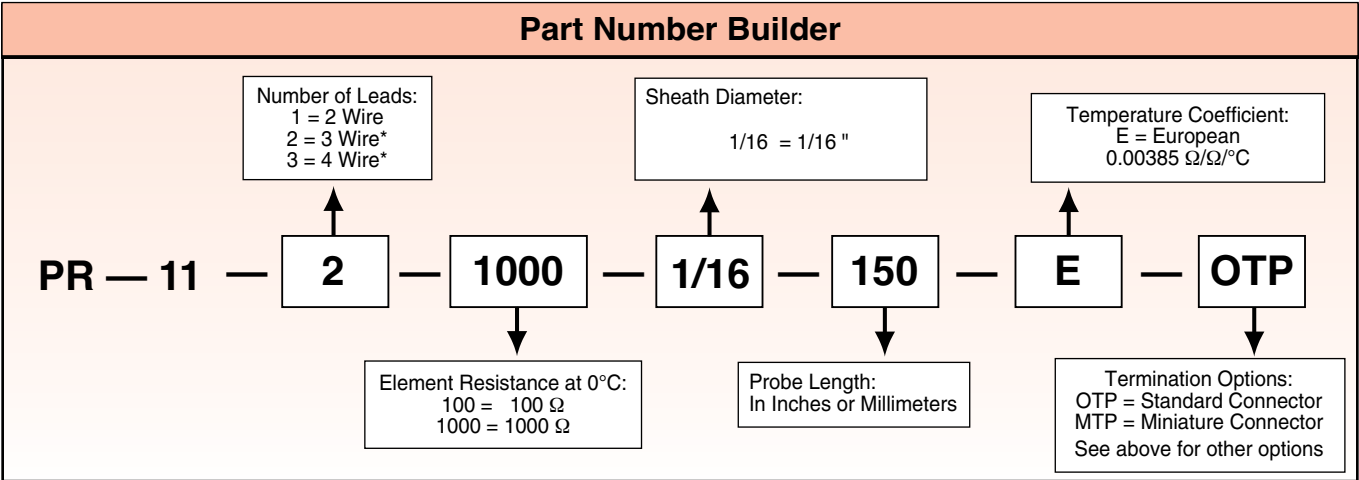 Part Number Builder
Number of Leads:
1 = 2 Wire
2 = 3 Wire*
3 = 4 Wire*
Sheath Diameter:
1/16 = 1/16 "
Temperature Coefficient:
E = European
0.00385 Ω/Ω/°C
PR — 11 — 2 — 1000 — 1/16 — 150 — E — OTP
Element Resistance at 0°C:
100 = 100 Ω
1000 = 1000 Ω
Probe Length:
In Inches or Millimeters
Termination Options:
OTP = Standard Connector
MTP = Miniature Connector
See above for other options